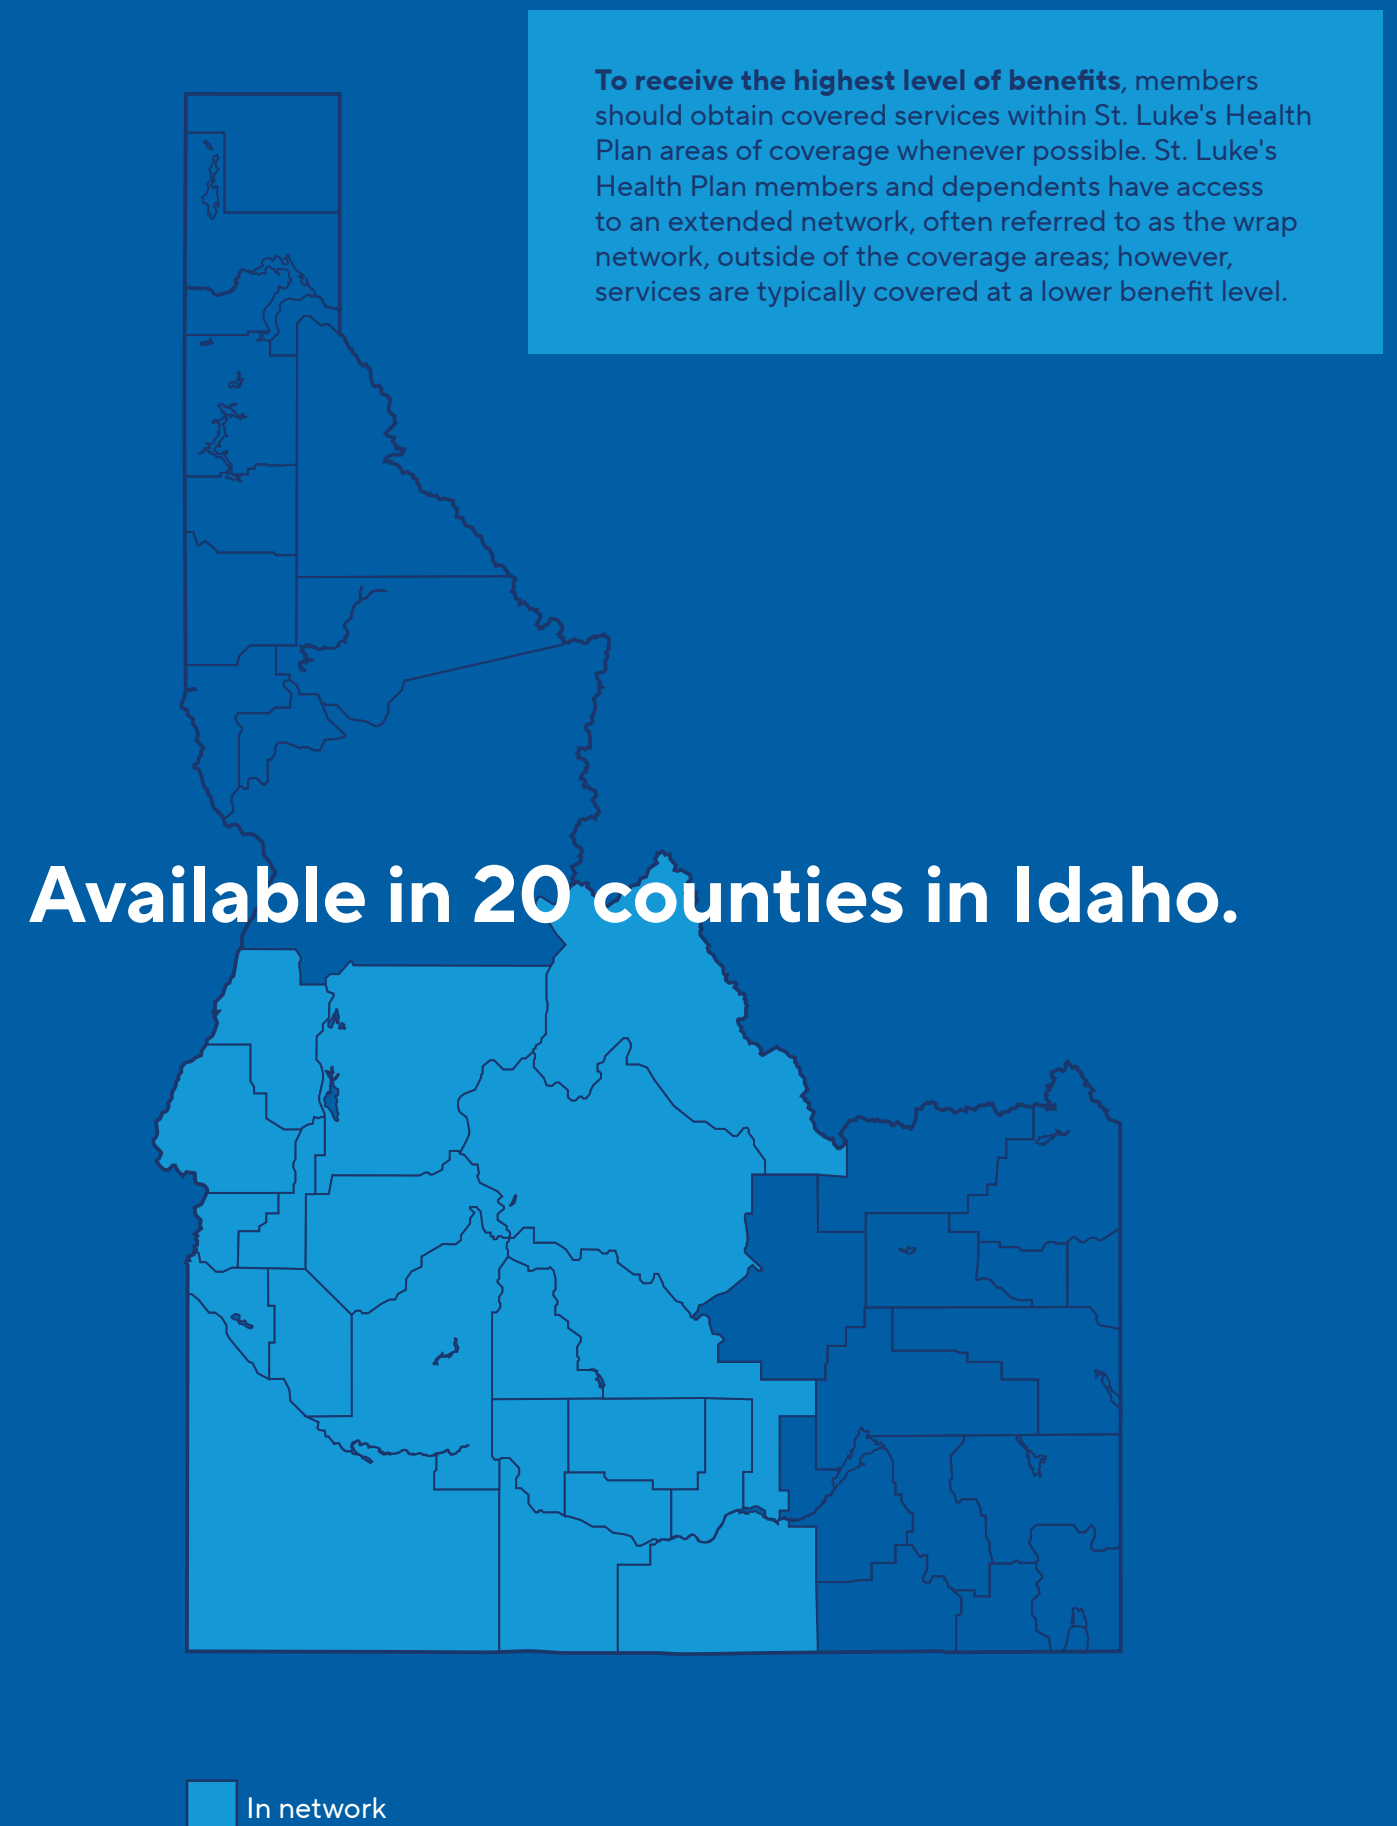 To receive the highest level of benefits, members
should obtain covered services within St. Luke's Health
Plan areas of coverage whenever possible. St. Luke's
Health Plan members and dependents have access
to an extended network, often referred to as the wrap
network, outside of the coverage areas; however,
services are typically covered at a lower benefit level.
Available in 20 counties in Idaho.
In network